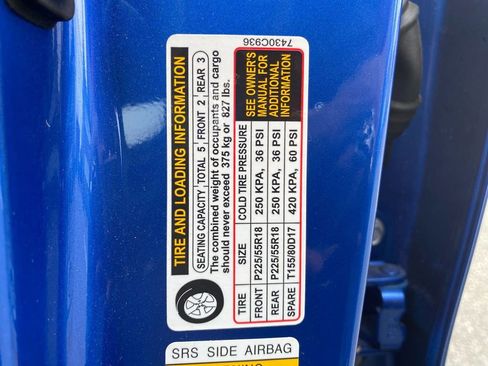 7430C936
TIRE AND LOADING INFORMATION
SEATING CAPACITY TOTAL 5 FRONT 2 REAR 3
The combined weight of occupants and cargo
should never exceed 375 kg or 827 lbs.
TIRE SIZE COLD TIRE PRESSURE
FRONT P225/55R18 250 KPA, 36 PSI
REAR P225/55R18 250 KPA, 36 PSI
SPARE T155/80D17 420 KPA, 60 PSI
SEE OWNER'S
MANUAL FOR
ADDITIONAL
INFORMATION
SRS SIDE AIRBAG
WARNING